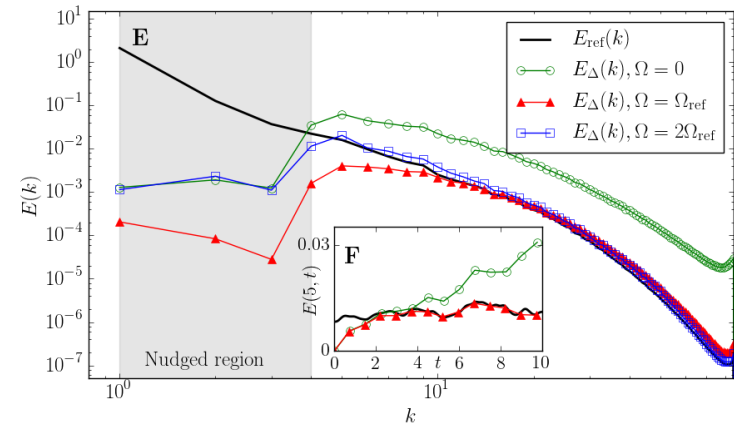 E
E_ref(k)
E_Δ(k), Ω = 0
E_Δ(k), Ω = Ω_ref
E_Δ(k), Ω = 2Ω_ref
10^1
10^0
10^-1
10^-2
10^-3
10^-4
10^-5
10^-6
10^-7
E(k)
Nudged region
F
0.03
0
E(5, t)
0 2 4 t 6 8 10
10^0 10^1
k